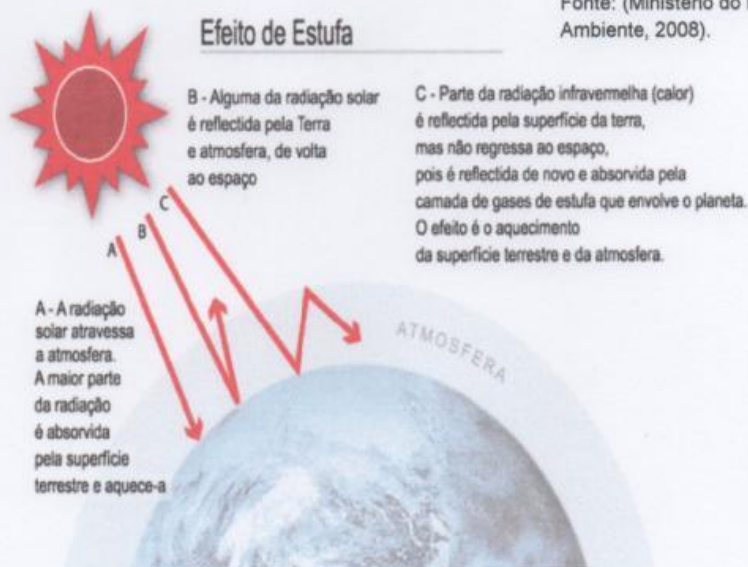 Fonte: (Ministério do
Ambiente, 2008).
Efeito de Estufa
B - Alguma da radiação solar
é reflectida pela Terra
e atmosfera, de volta
ao espaço
C - Parte da radiação infravermelha (calor)
é reflectida pela superfície da terra,
mas não regressa ao espaço,
pois é reflectida de novo e absorvida pela
camada de gases de estufa que envolve o planeta.
O efeito é o aquecimento
da superfície terrestre e da atmosfera.
A
B
C
A - A radiação
solar atravessa
a atmosfera.
A maior parte
da radiação
é absorvida
pela superfície
terrestre e aquece-a
ATMOSFERA